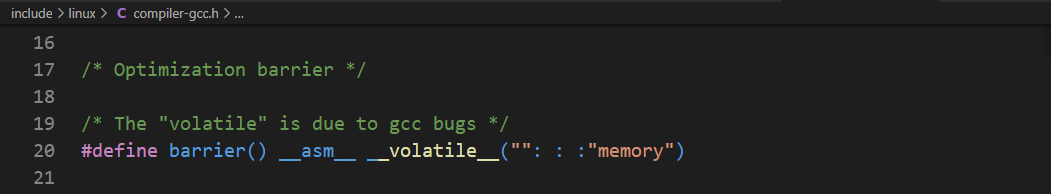 include > linux > C compiler-gcc.h > ...
16
17 /* Optimization barrier */
18
19 /* The "volatile" is due to gcc bugs */
20 #define barrier() __asm__ __volatile__("": : :"memory")
21